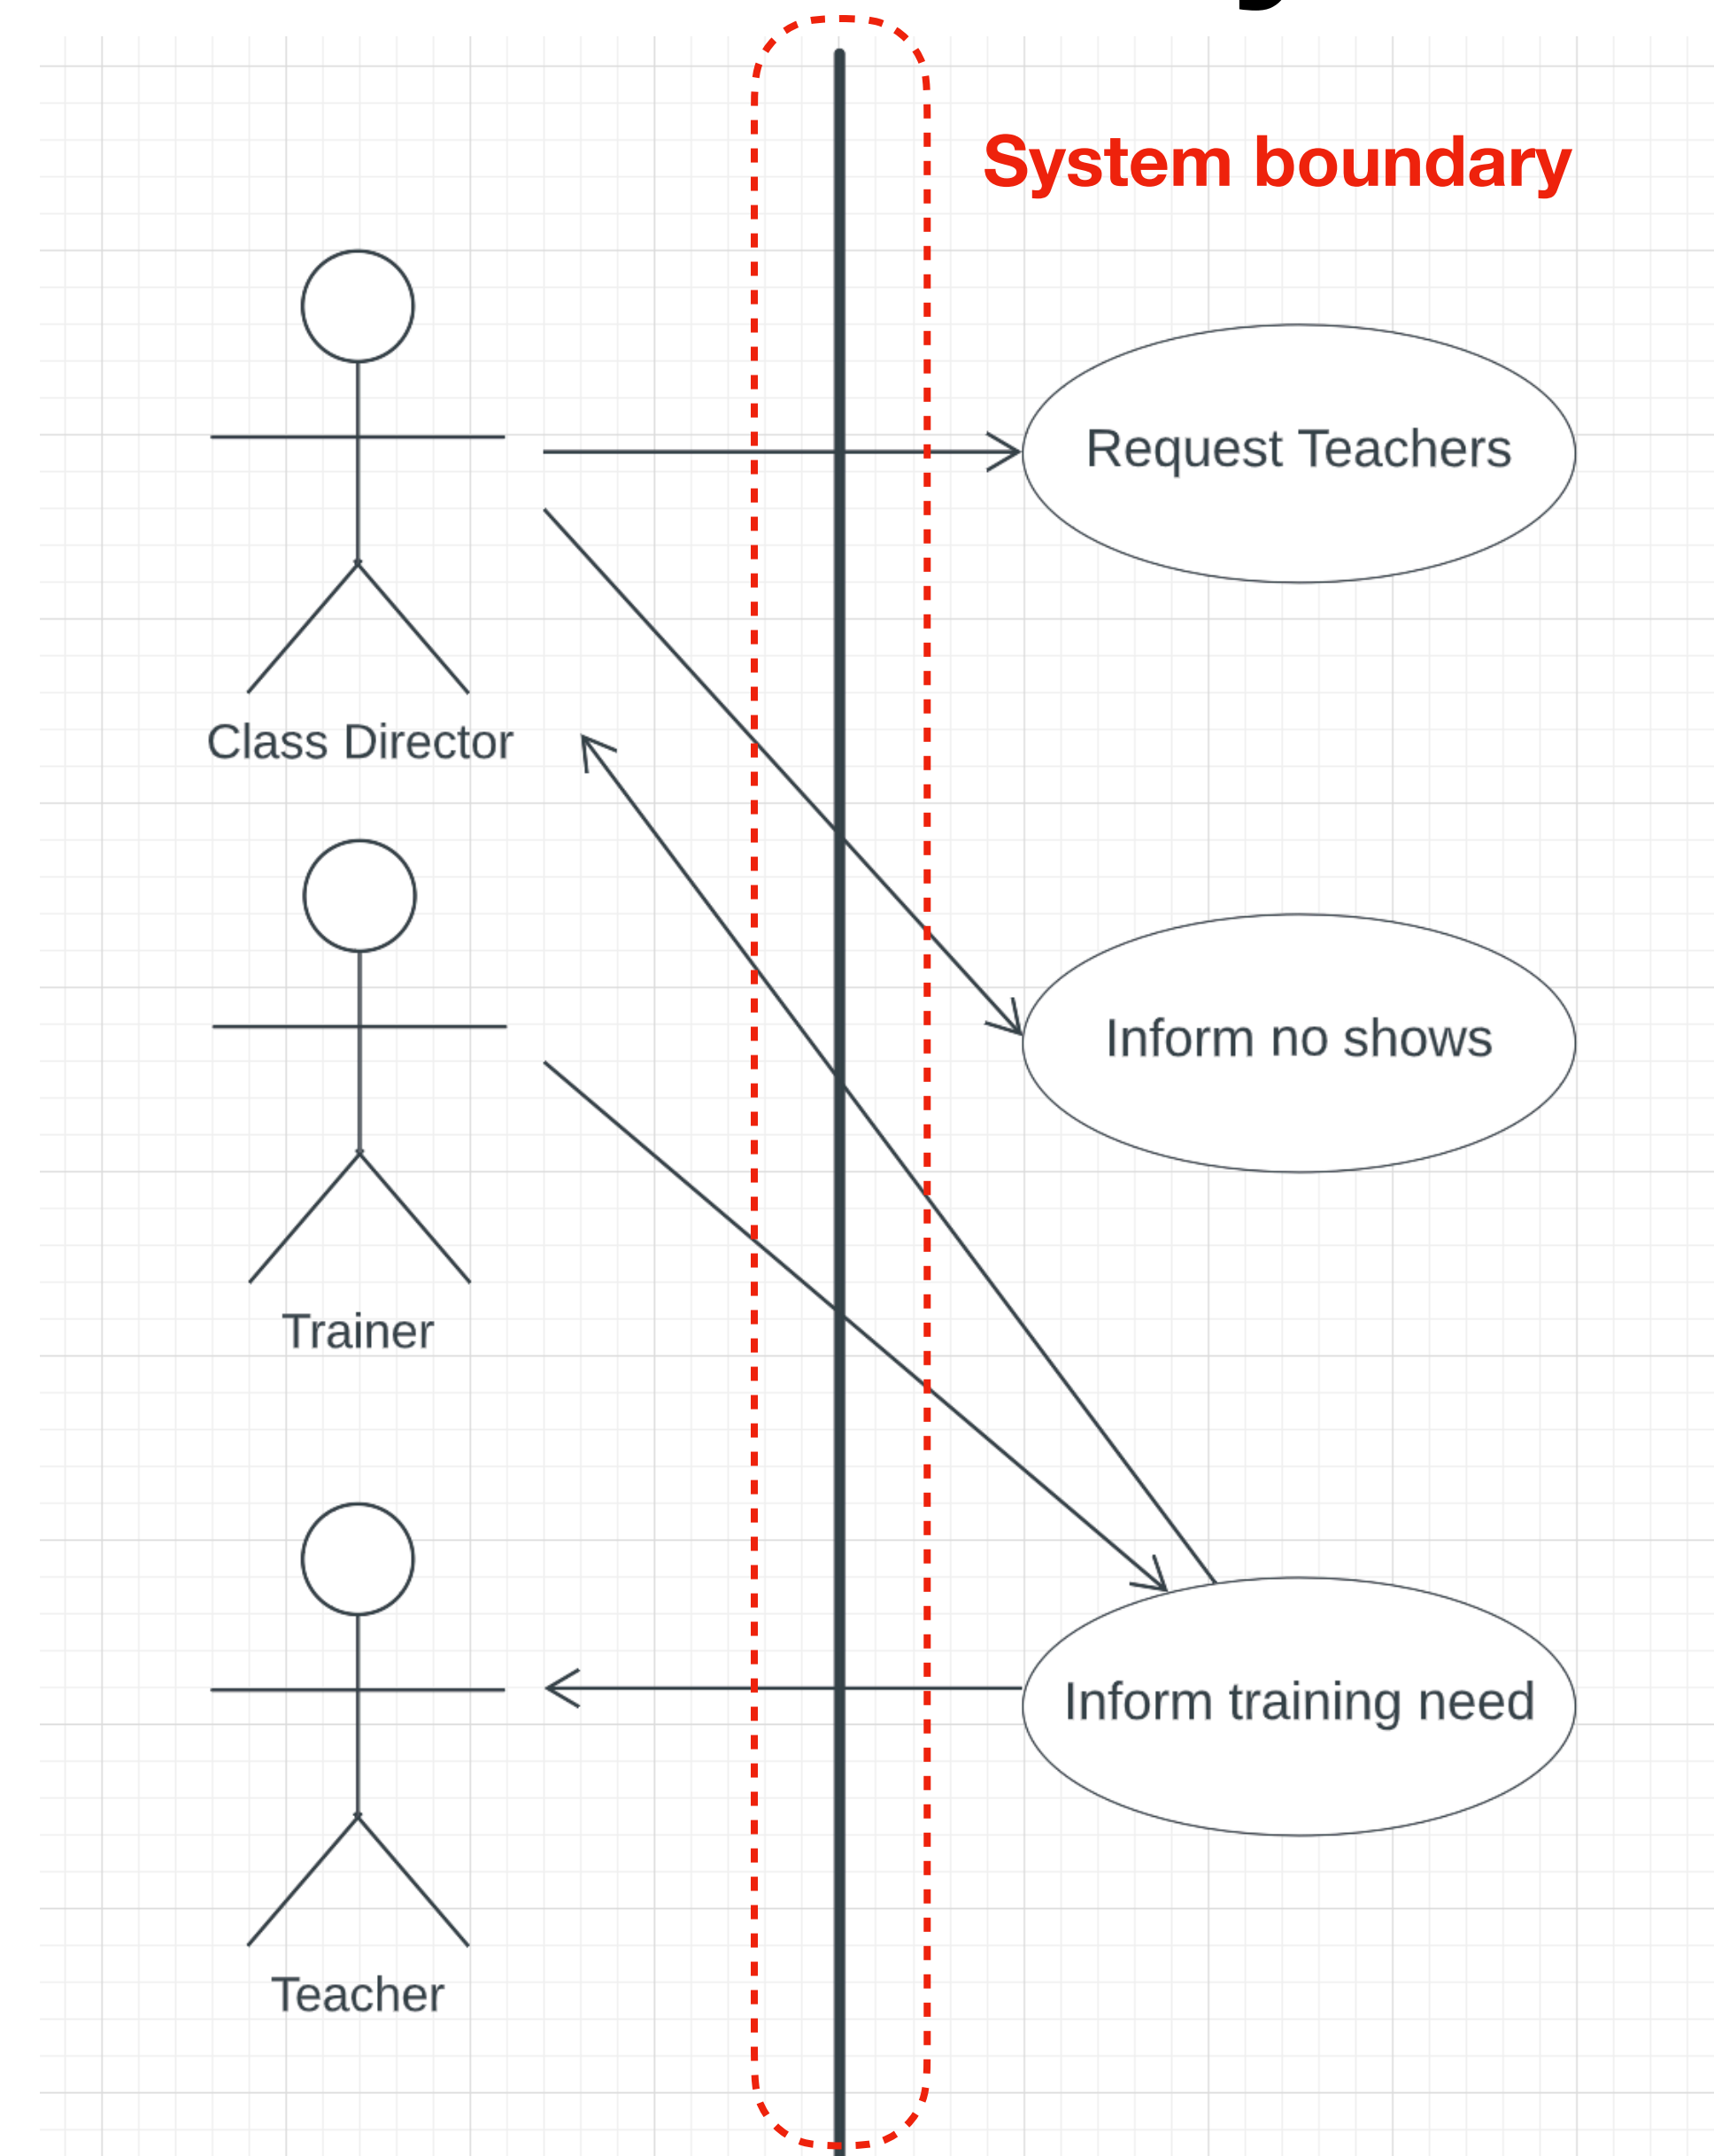 System boundary
Request Teachers
Class Director
Inform no shows
Trainer
Inform training need
Teacher